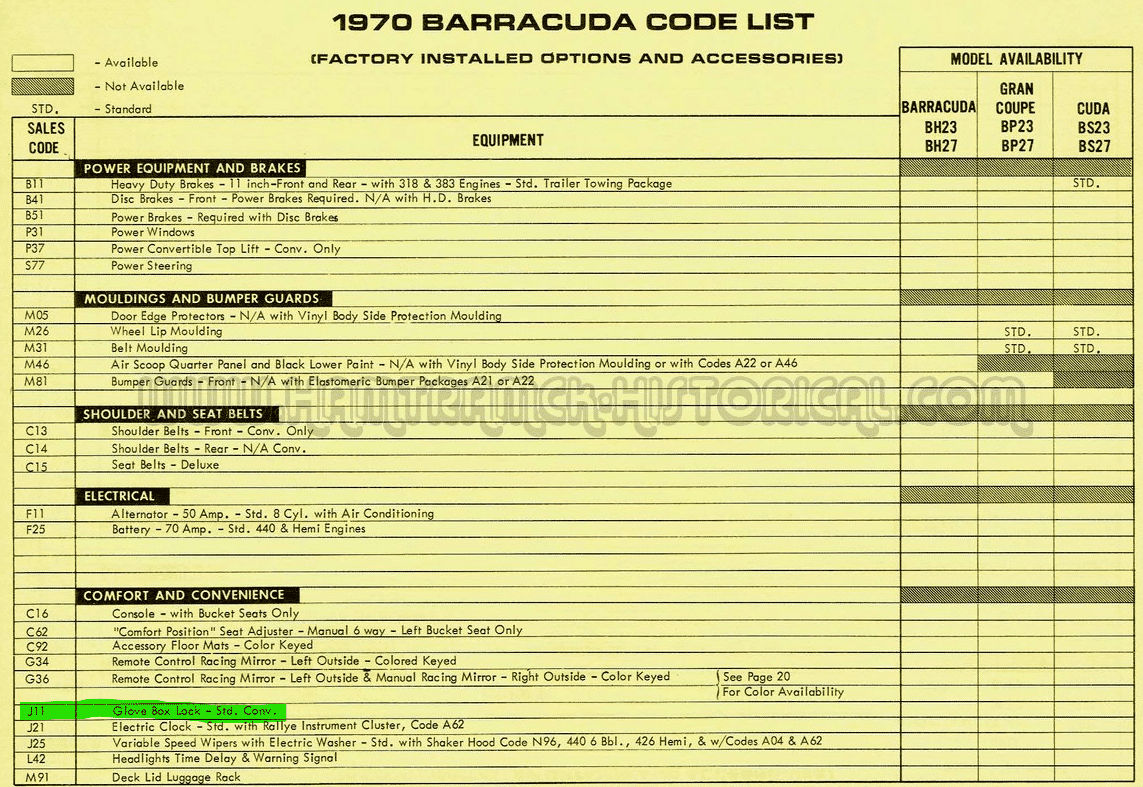 1970 BARRACUDA CODE LIST
(FACTORY INSTALLED OPTIONS AND ACCESSORIES)
- Available
- Not Available
STD. - Standard
MODEL AVAILABILITY
BARRACUDA BH23 BH27
GRAN COUPE BP23 BP27
CUDA BS23 BS27
SALES CODE
EQUIPMENT
POWER EQUIPMENT AND BRAKES
B11 Heavy Duty Brakes - 11 inch-Front and Rear - with 318 & 383 Engines - Std. Trailer Towing Package STD.
B41 Disc Brakes - Front - Power Brakes Required. N/A with H.D. Brakes
B51 Power Brakes - Required with Disc Brakes
P31 Power Windows
P37 Power Convertible Top Lift - Conv. Only
S77 Power Steering
MOULDINGS AND BUMPER GUARDS
M05 Door Edge Protectors - N/A with Vinyl Body Side Protection Moulding
M26 Wheel Lip Moulding STD. STD.
M31 Belt Moulding STD. STD.
M46 Air Scoop Quarter Panel and Black Lower Paint - N/A with Vinyl Body Side Protection Moulding or with Codes A22 or A46
M81 Bumper Guards - Front - N/A with Elastomeric Bumper Packages A21 or A22
www.HAMTRAMCK-HISTORICAL.COM
SHOULDER AND SEAT BELTS
C13 Shoulder Belts - Front - Conv. Only
C14 Shoulder Belts - Rear - N/A Conv.
C15 Seat Belts - Deluxe
ELECTRICAL
F11 Alternator - 50 Amp. - Std. 8 Cyl. with Air Conditioning
F25 Battery - 70 Amp. - Std. 440 & Hemi Engines
COMFORT AND CONVENIENCE
C16 Console - with Bucket Seats Only
C62 "Comfort Position" Seat Adjuster - Manual 6 way - Left Bucket Seat Only
C92 Accessory Floor Mats - Color Keyed
G34 Remote Control Racing Mirror - Left Outside - Colored Keyed
G36 Remote Control Racing Mirror - Left Outside & Manual Racing Mirror - Right Outside - Color Keyed See Page 20
For Color Availability
J11 Glove Box Lock - Std. Conv.
J21 Electric Clock - Std. with Rallye Instrument Cluster, Code A62
J25 Variable Speed Wipers with Electric Washer - Std. with Shaker Hood Code N96, 440 6 Bbl., 426 Hemi, & w/Codes A04 & A62
L42 Headlights Time Delay & Warning Signal
M91 Deck Lid Luggage Rack